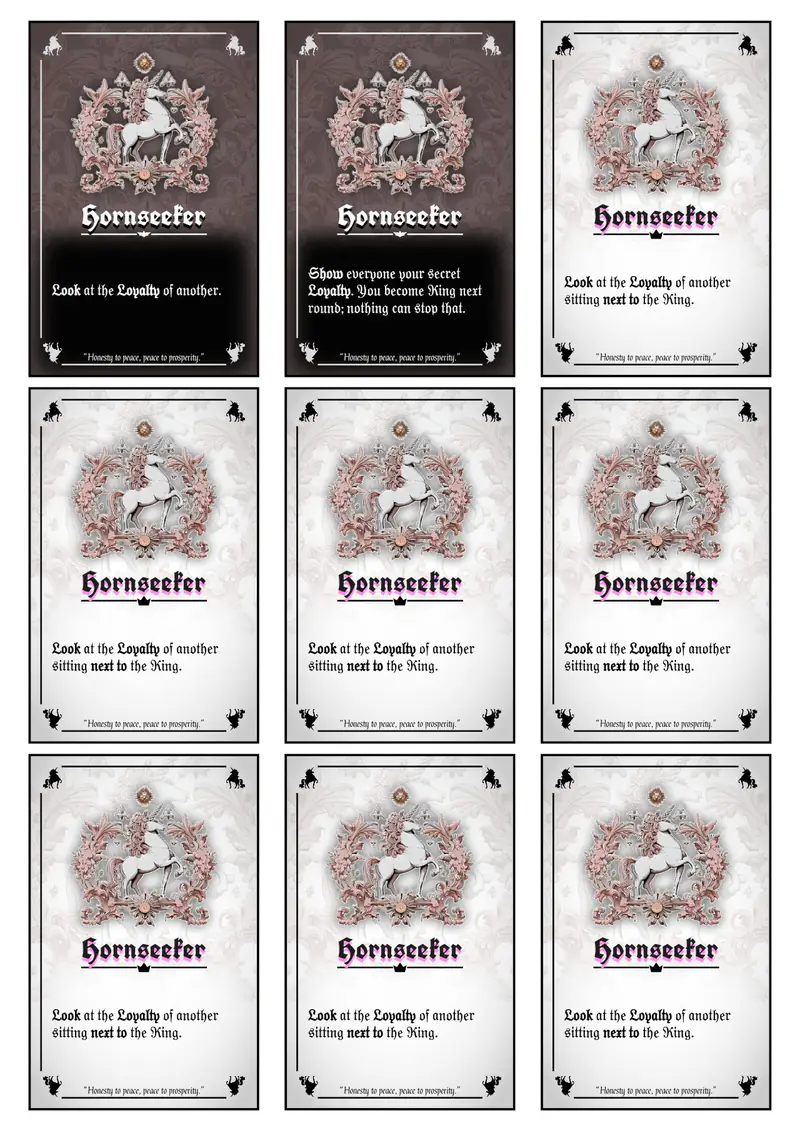 Hornseeker
Look at the Loyalty of another.
"Honesty to peace, peace to prosperity."
Hornseeker
Show everyone your secret
Loyalty. You become King next
round; nothing can stop that.
"Honesty to peace, peace to prosperity."
Hornseeker
Look at the Loyalty of another
sitting next to the King.
"Honesty to peace, peace to prosperity."
Hornseeker
Look at the Loyalty of another
sitting next to the King.
"Honesty to peace, peace to prosperity."
Hornseeker
Look at the Loyalty of another
sitting next to the King.
"Honesty to peace, peace to prosperity."
Hornseeker
Look at the Loyalty of another
sitting next to the King.
"Honesty to peace, peace to prosperity."
Hornseeker
Look at the Loyalty of another
sitting next to the King.
"Honesty to peace, peace to prosperity."
Hornseeker
Look at the Loyalty of another
sitting next to the King.
"Honesty to peace, peace to prosperity."
Hornseeker
Look at the Loyalty of another
sitting next to the King.
"Honesty to peace, peace to prosperity."